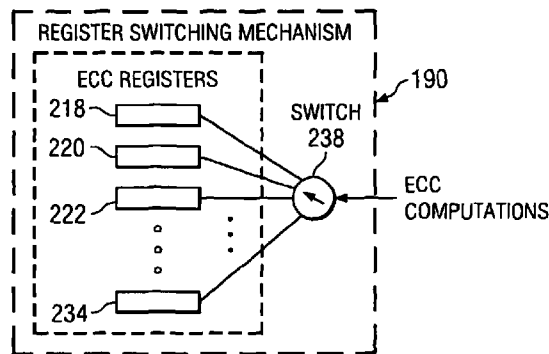 REGISTER SWITCHING MECHANISM
ECC REGISTERS
190
218
SWITCH
238
220
222
ECC
COMPUTATIONS
234